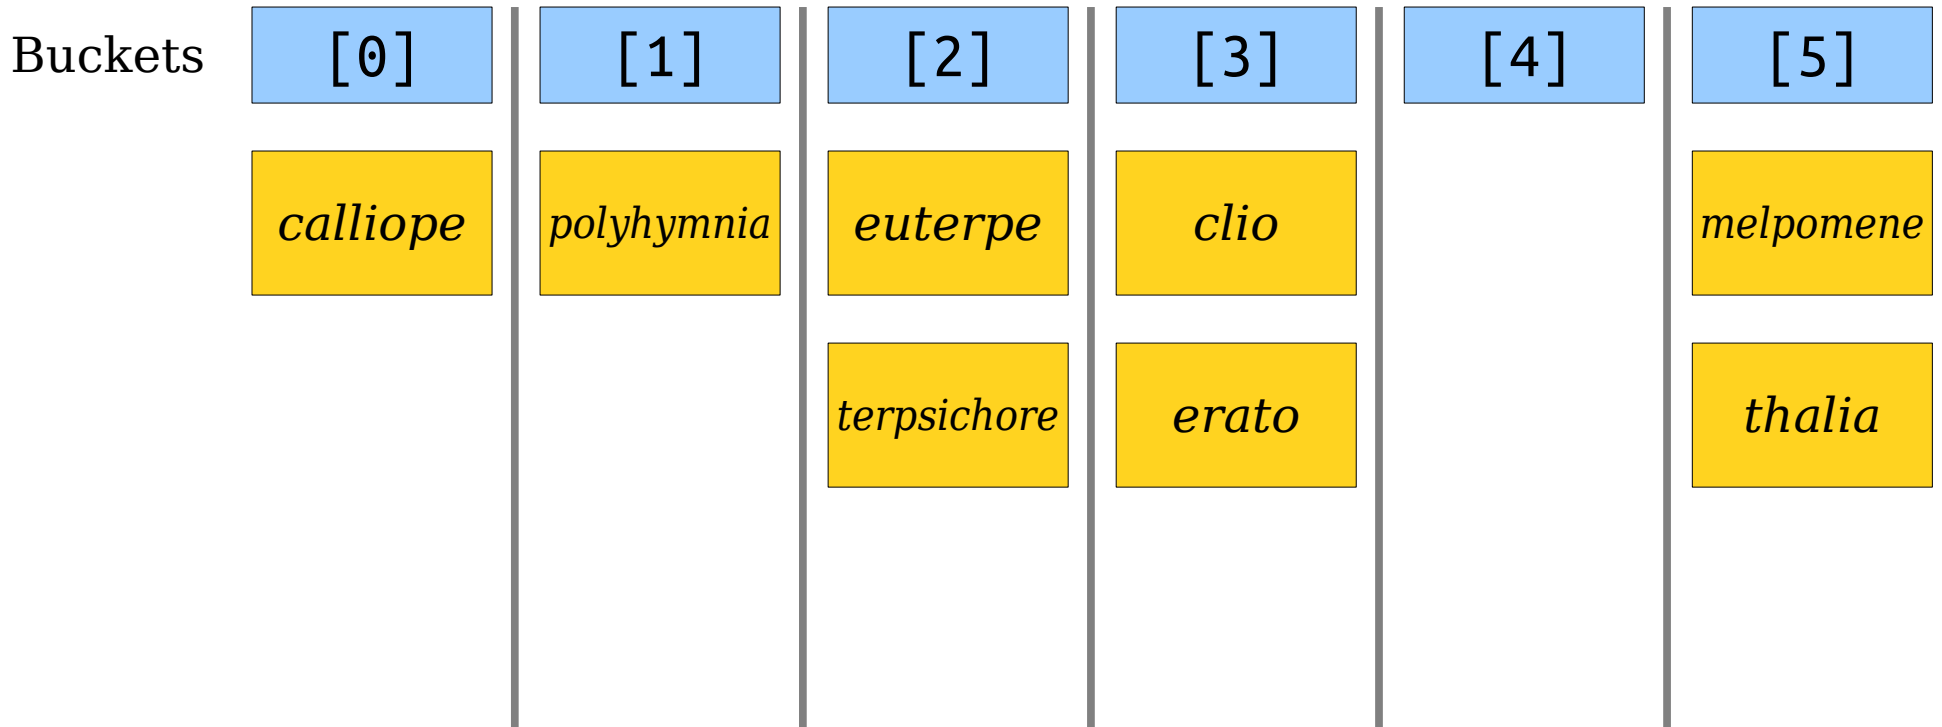 Buckets [0] [1] [2] [3] [4] [5]
calliope polyhymnia euterpe clio melpomene
terpsichore erato thalia